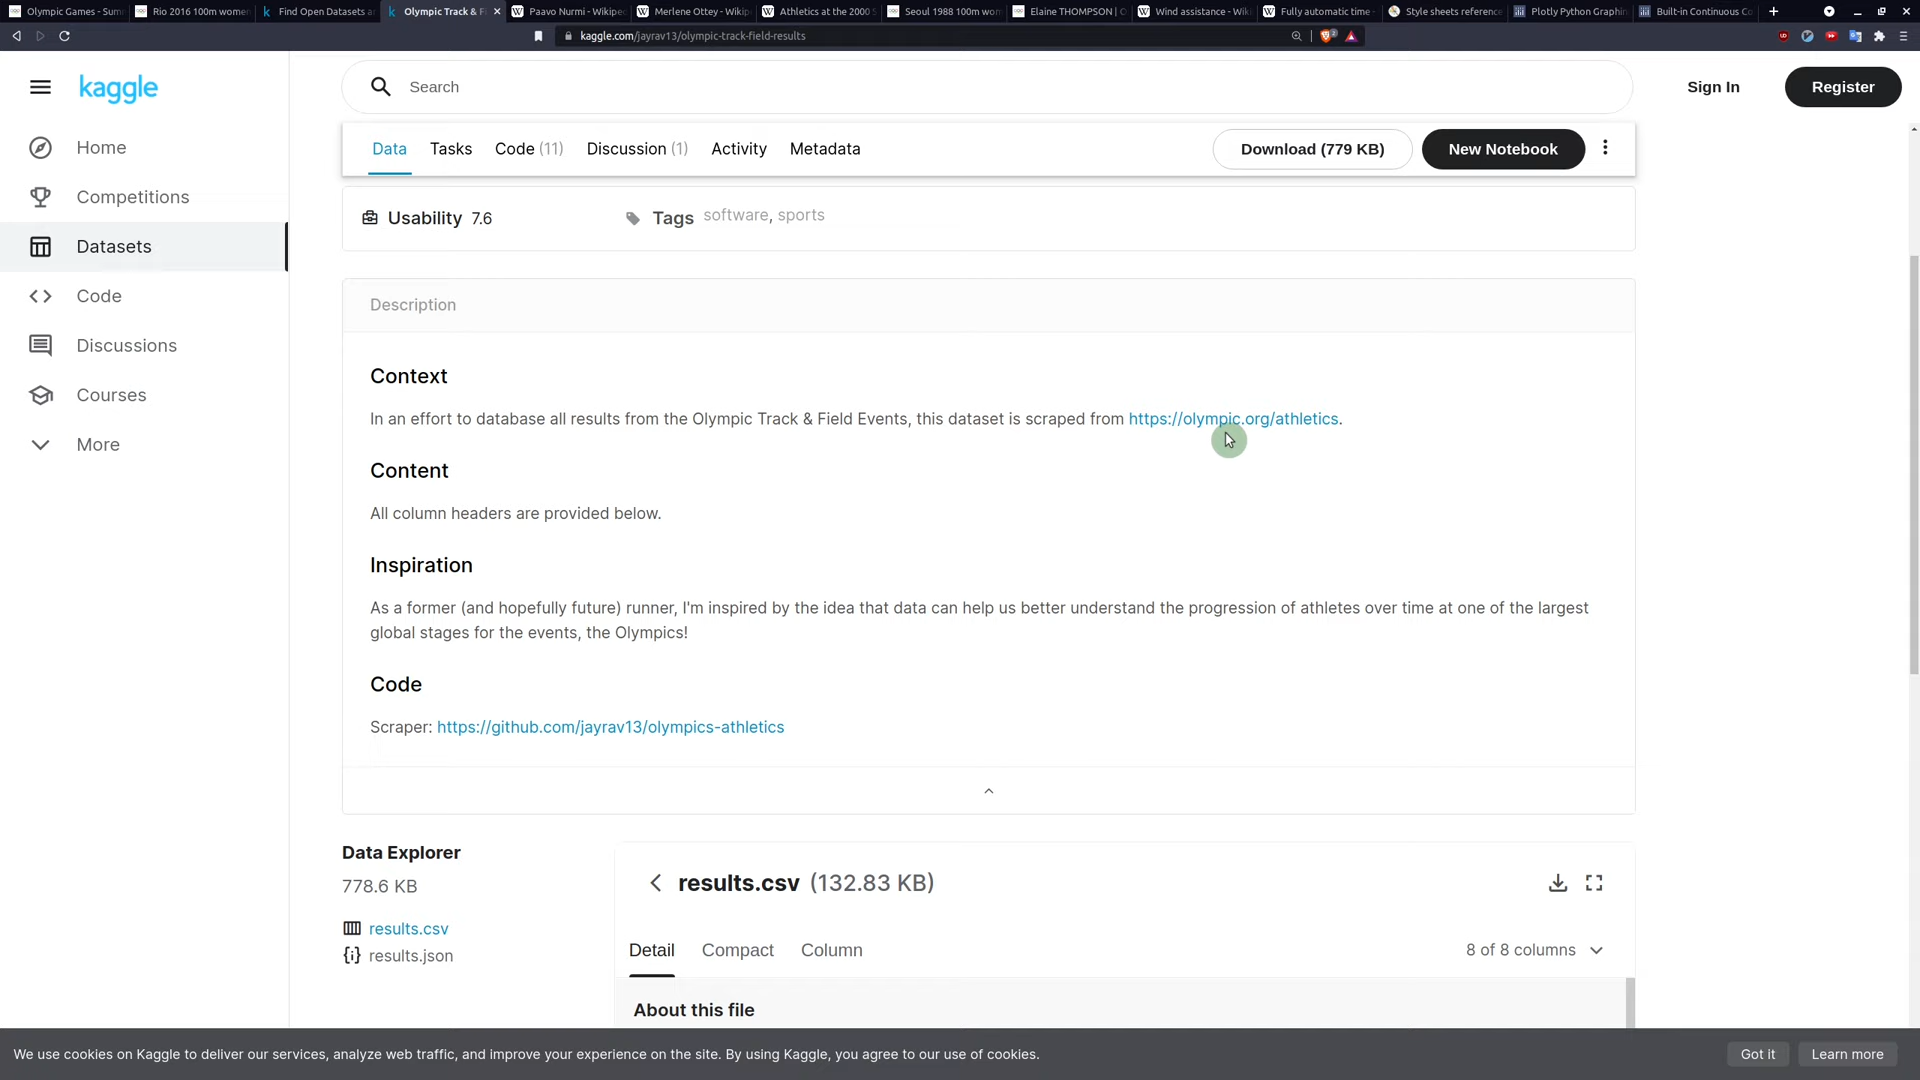 Olympic Games - Sum
Rio 2016 100m women
Find Open Datasets a
Olympic Track & Fi
Paavo Nurmi - Wikipe
Merlene Ottey - Wikip
Athletics at the 2000 S
Seoul 1988 100m wom
Elaine THOMPSON | O
Wind assistance - Wiki
Fully automatic time
Style sheets reference
Plotly Python Graphin
Built-in Continuous Co
kaggle.com/jayrav13/olympic-track-field-results
kaggle
Search
Sign In
Register
Home
Competitions
Datasets
Code
Discussions
Courses
More
Data Tasks Code (11) Discussion (1) Activity Metadata
Download (779 KB)
New Notebook
Usability 7.6
Tags software, sports
Description
Context
In an effort to database all results from the Olympic Track & Field Events, this dataset is scraped from https://olympic.org/athletics.
Content
All column headers are provided below.
Inspiration
As a former (and hopefully future) runner, I'm inspired by the idea that data can help us better understand the progression of athletes over time at one of the largest
global stages for the events, the Olympics!
Code
Scraper: https://github.com/jayrav13/olympics-athletics
Data Explorer
778.6 KB
results.csv
results.json
results.csv (132.83 KB)
Detail Compact Column
8 of 8 columns
About this file
We use cookies on Kaggle to deliver our services, analyze web traffic, and improve your experience on the site. By using Kaggle, you agree to our use of cookies.
Got it
Learn more